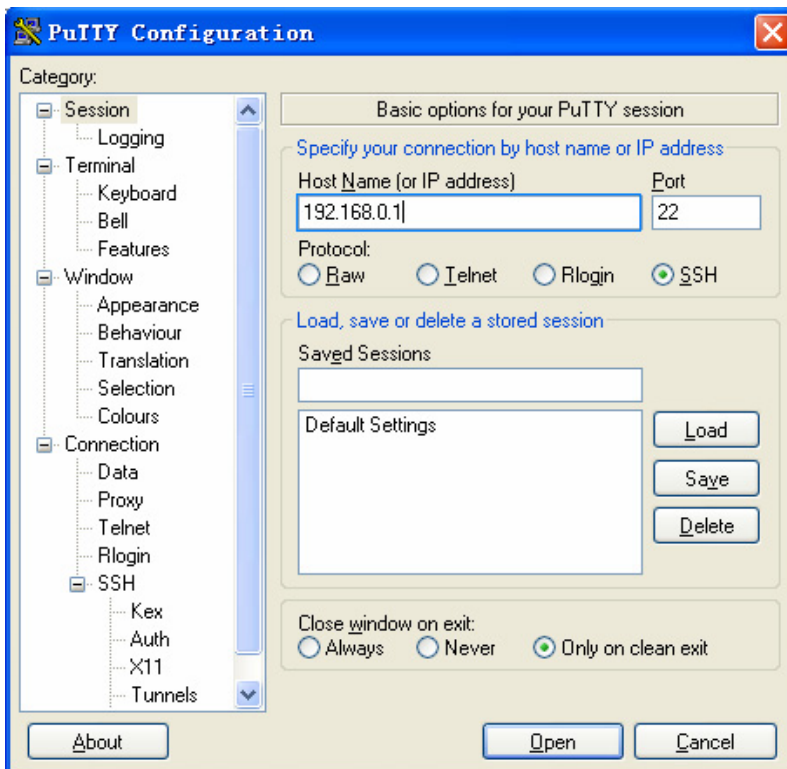 PuTTY Configuration
Category:
Session
Logging
Terminal
Keyboard
Bell
Features
Window
Appearance
Behaviour
Translation
Selection
Colours
Connection
Data
Proxy
Telnet
Rlogin
SSH
Kex
Auth
X11
Tunnels
Basic options for your PuTTY session
Specify your connection by host name or IP address
Host Name (or IP address) Port
192.168.0.1 22
Protocol:
Raw Telnet Rlogin SSH
Load, save or delete a stored session
Saved Sessions
Default Settings
Load
Save
Delete
Close window on exit:
Always Never Only on clean exit
About Open Cancel